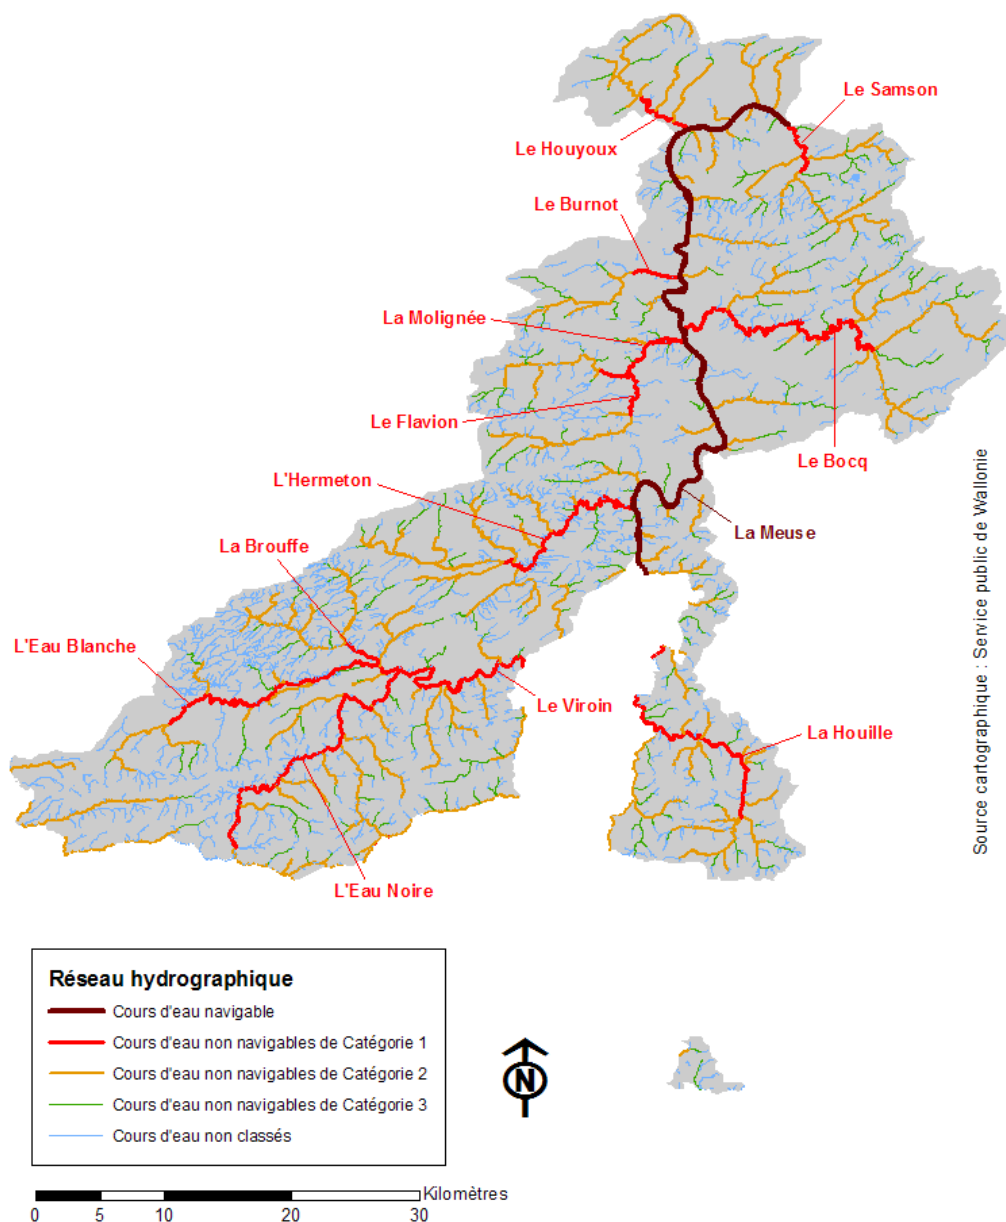 Le Samson
Le Houyoux
Le Burnot
La Molignée
Le Flavion
Le Bocq
L'Hermeton
La Meuse
La Brouffe
L'Eau Blanche
Le Viroin
La Houille
L'Eau Noire
Source cartographique : Service public de Wallonie
Réseau hydrographique
Cours d'eau navigable
Cours d'eau non navigables de Catégorie 1
Cours d'eau non navigables de Catégorie 2
Cours d'eau non navigables de Catégorie 3
Cours d'eau non classés
N
Kilomètres
0 5 10 20 30